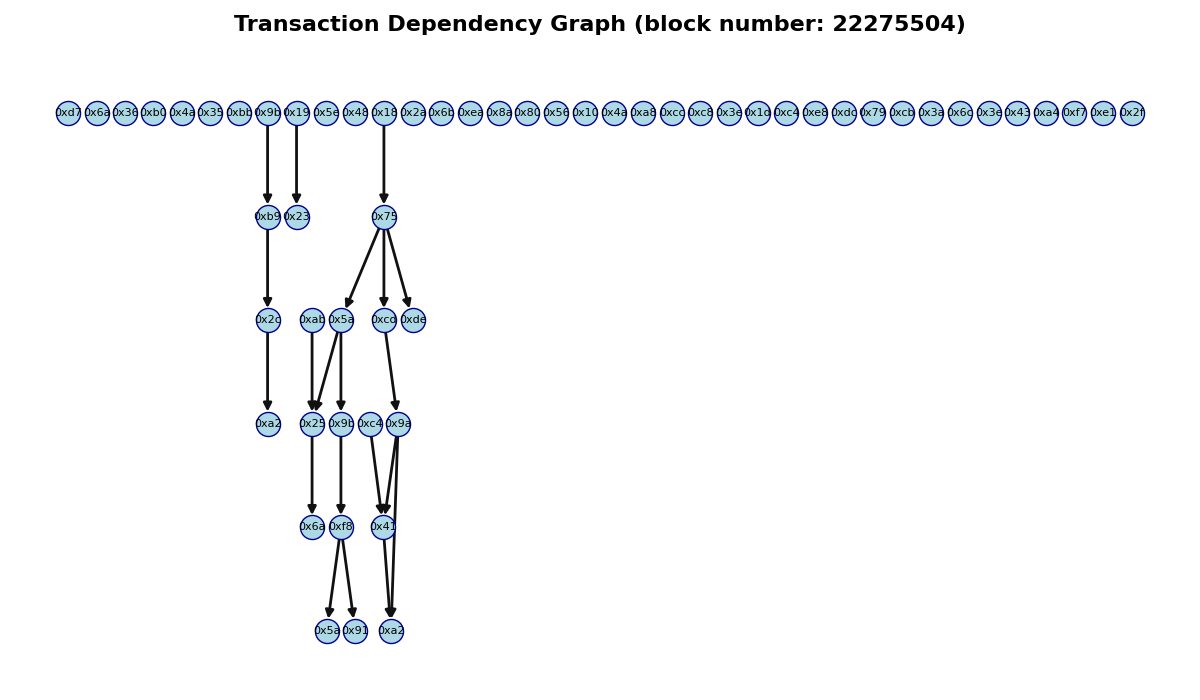 Transaction Dependency Graph (block number: 22275504)
0xd7 0x6a 0x36 0xb0 0x4a 0x35 0xbb 0x9b 0x19 0x5e 0x48 0x18 0x2a 0x6b 0xea 0x8a 0x80 0x56 0x10 0x4a 0xa8 0xcc 0xc8 0x3e 0x1d 0xc4 0xe8 0xdc 0x79 0xcb 0x3a 0x6c 0x3e 0x43 0xa4 0xf7 0xe1 0x2f
0xb9 0x23 0x75
0x2c 0xab 0x5a 0xcd 0xde
0xa2 0x25 0x9b 0xc4 0x9a
0x6a 0xf8 0x41
0x5a 0x91 0xa2